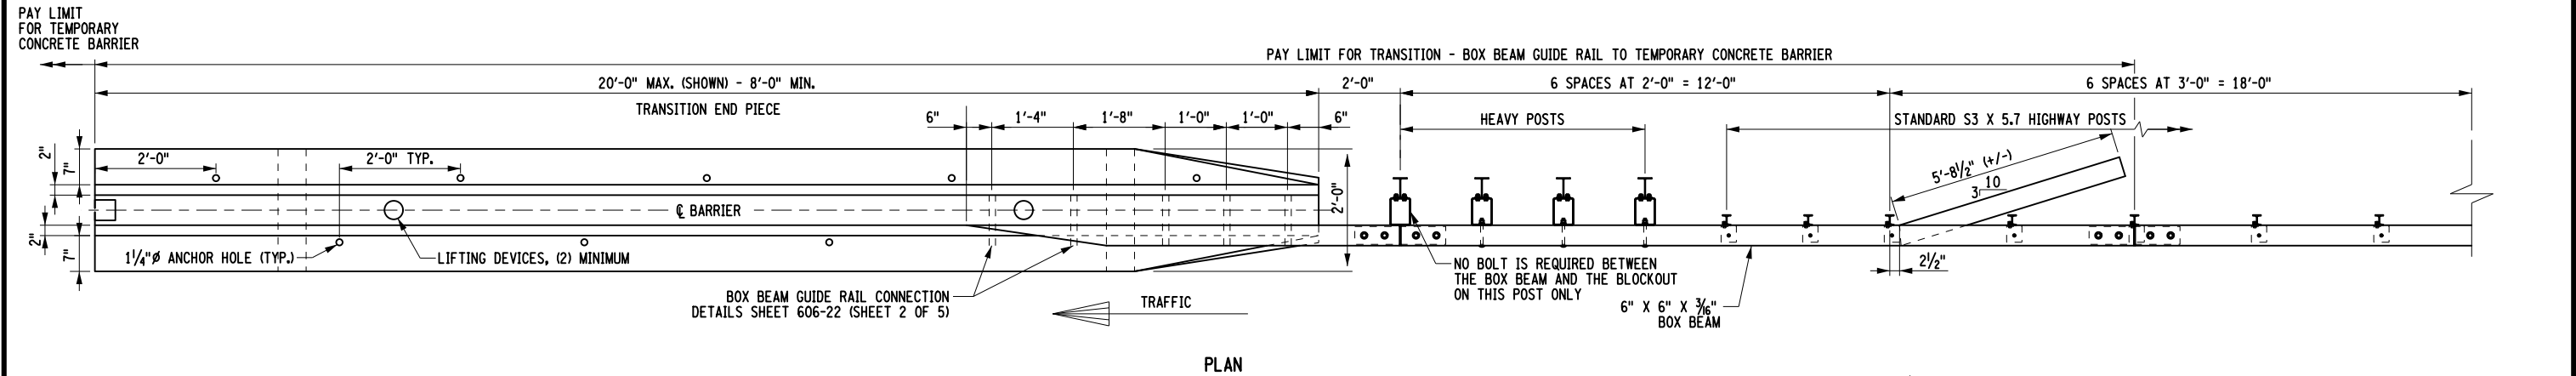 PAY LIMIT
FOR TEMPORARY
CONCRETE BARRIER
PAY LIMIT FOR TRANSITION - BOX BEAM GUIDE RAIL TO TEMPORARY CONCRETE BARRIER
20'-0" MAX. (SHOWN) - 8'-0" MIN.
2'-0"
6 SPACES AT 2'-0" = 12'-0"
6 SPACES AT 3'-0" = 18'-0"
TRANSITION END PIECE
6"
1'-4"
1'-8"
1'-0"
1'-0"
6"
HEAVY POSTS
STANDARD S3 X 5.7 HIGHWAY POSTS
2"
7"
2'-0"
2'-0" TYP.
5'-8½" (+/-)
10
3
2'-0"
℄ BARRIER
2"
7"
1¼"Ø ANCHOR HOLE (TYP.)
LIFTING DEVICES, (2) MINIMUM
NO BOLT IS REQUIRED BETWEEN
THE BOX BEAM AND THE BLOCKOUT
ON THIS POST ONLY
2½"
BOX BEAM GUIDE RAIL CONNECTION
DETAILS SHEET 606-22 (SHEET 2 OF 5)
TRAFFIC
6" X 6" X 3/16"
BOX BEAM
PLAN